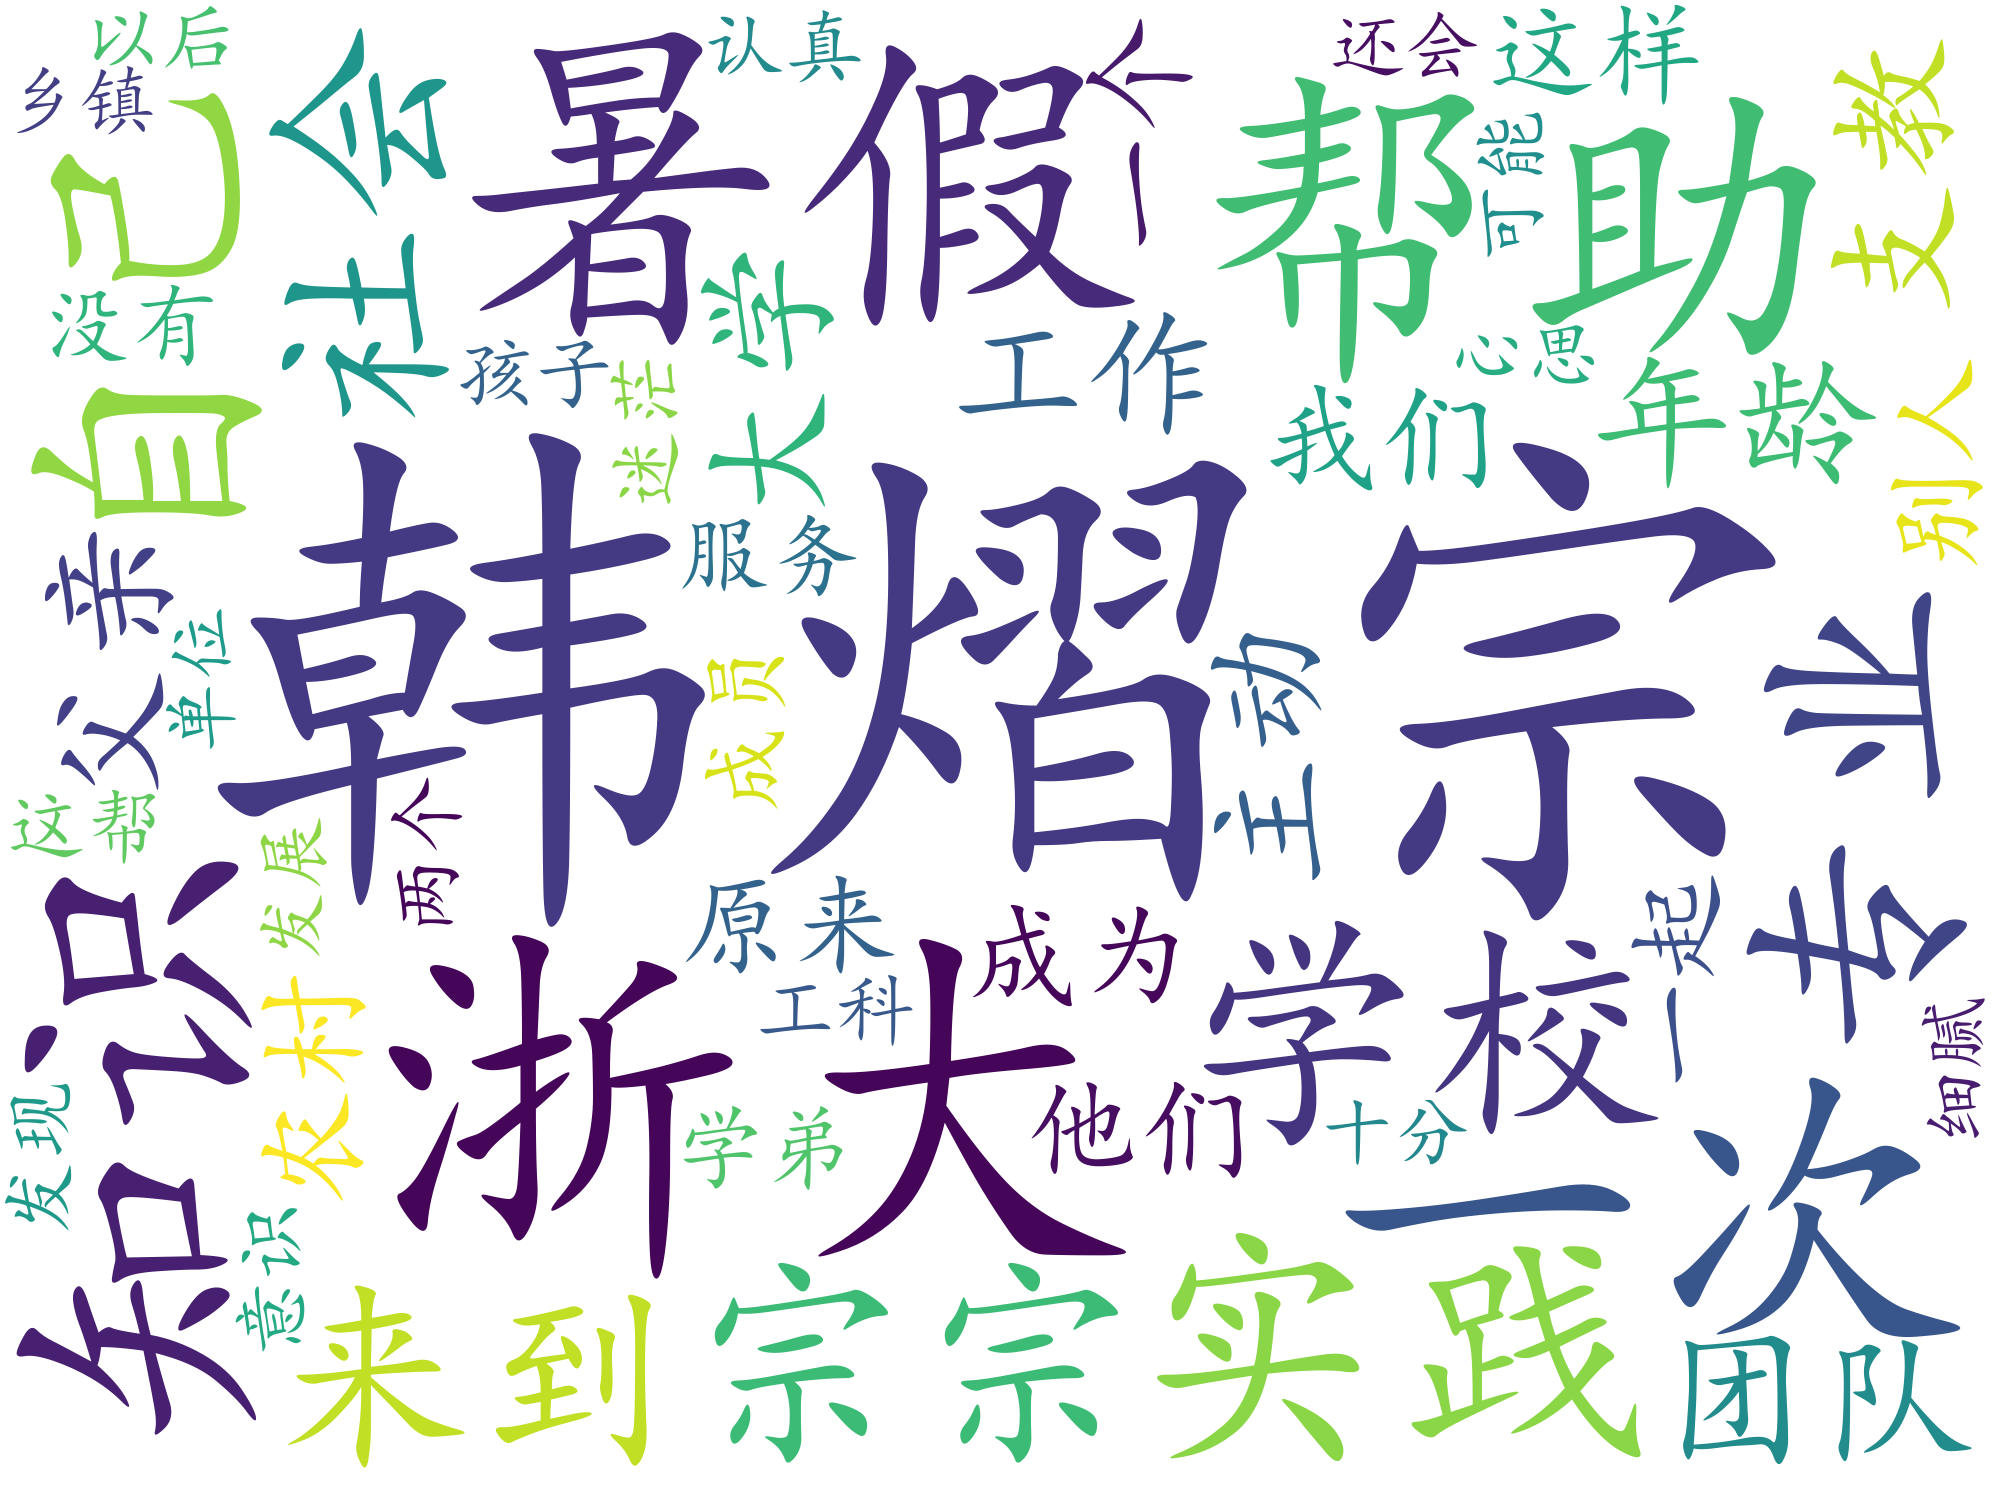 以后
认真
还会
这样
乡镇
社会
暑假
一个
帮助
可能
支教
自己
没有
大学
孩子
迷茫
工作
心思
我们
年龄
别人
父亲
单位
服务
韩熠宗
成员
主动
专业
这帮
发展
两个
知识
原来
成为
学校
一起
农村
工科
浙大
他们
十分
细腻
发现
学弟
一次
意识
来到
宗宗
实践
团队